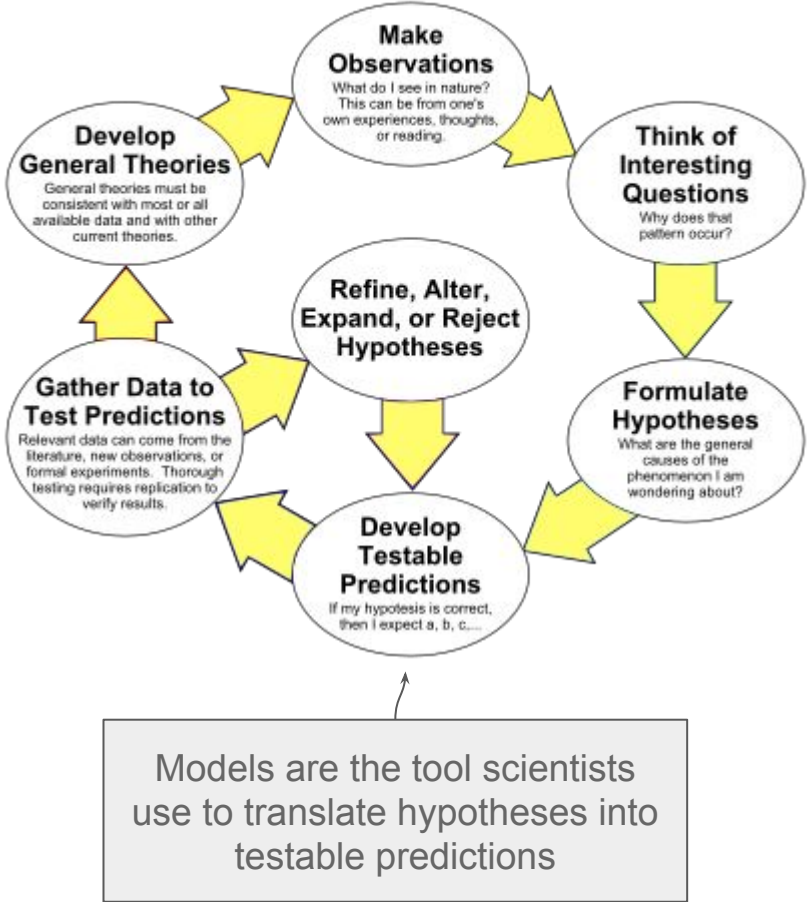 Make
Observations
What do I see in nature?
This can be from one's
own experiences, thoughts,
or reading.
Think of
Interesting
Questions
Why does that
pattern occur?
Formulate
Hypotheses
What are the general
causes of the
phenomenon I am
wondering about?
Develop
Testable
Predictions
If my hypotesis is correct,
then I expect a, b, c,...
Gather Data to
Test Predictions
Relevant data can come from the
literature, new observations, or
formal experiments. Thorough
testing requires replication to
verify results.
Refine, Alter,
Expand, or Reject
Hypotheses
Develop
General Theories
General theories must be
consistent with most or all
available data and with other
current theories.
Models are the tool scientists
use to translate hypotheses into
testable predictions